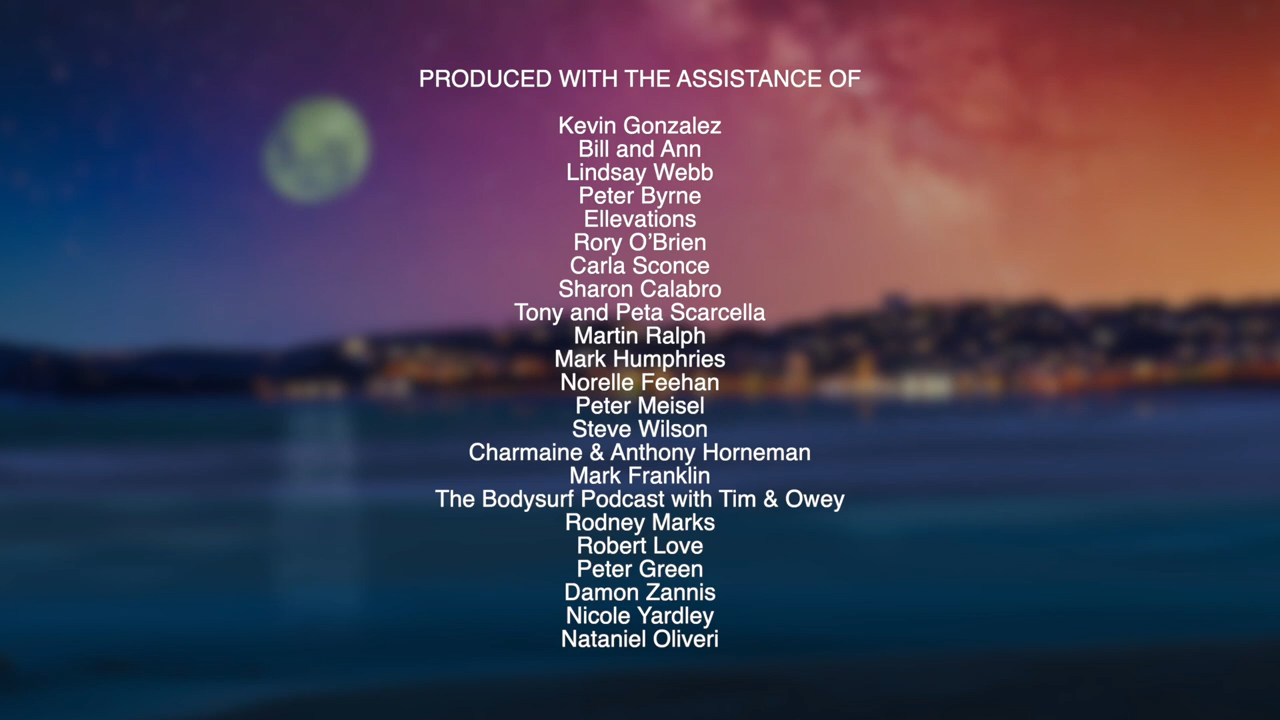 PRODUCED WITH THE ASSISTANCE OF
Kevin Gonzalez
Bill and Ann
Lindsay Webb
Peter Byrne
Ellevations
Rory O’Brien
Carla Sconce
Sharon Calabro
Tony and Peta Scarcella
Martin Ralph
Mark Humphries
Norelle Feehan
Peter Meisel
Steve Wilson
Charmaine & Anthony Horneman
Mark Franklin
The Bodysurf Podcast with Tim & Owey
Rodney Marks
Robert Love
Peter Green
Damon Zannis
Nicole Yardley
Nataniel Oliveri